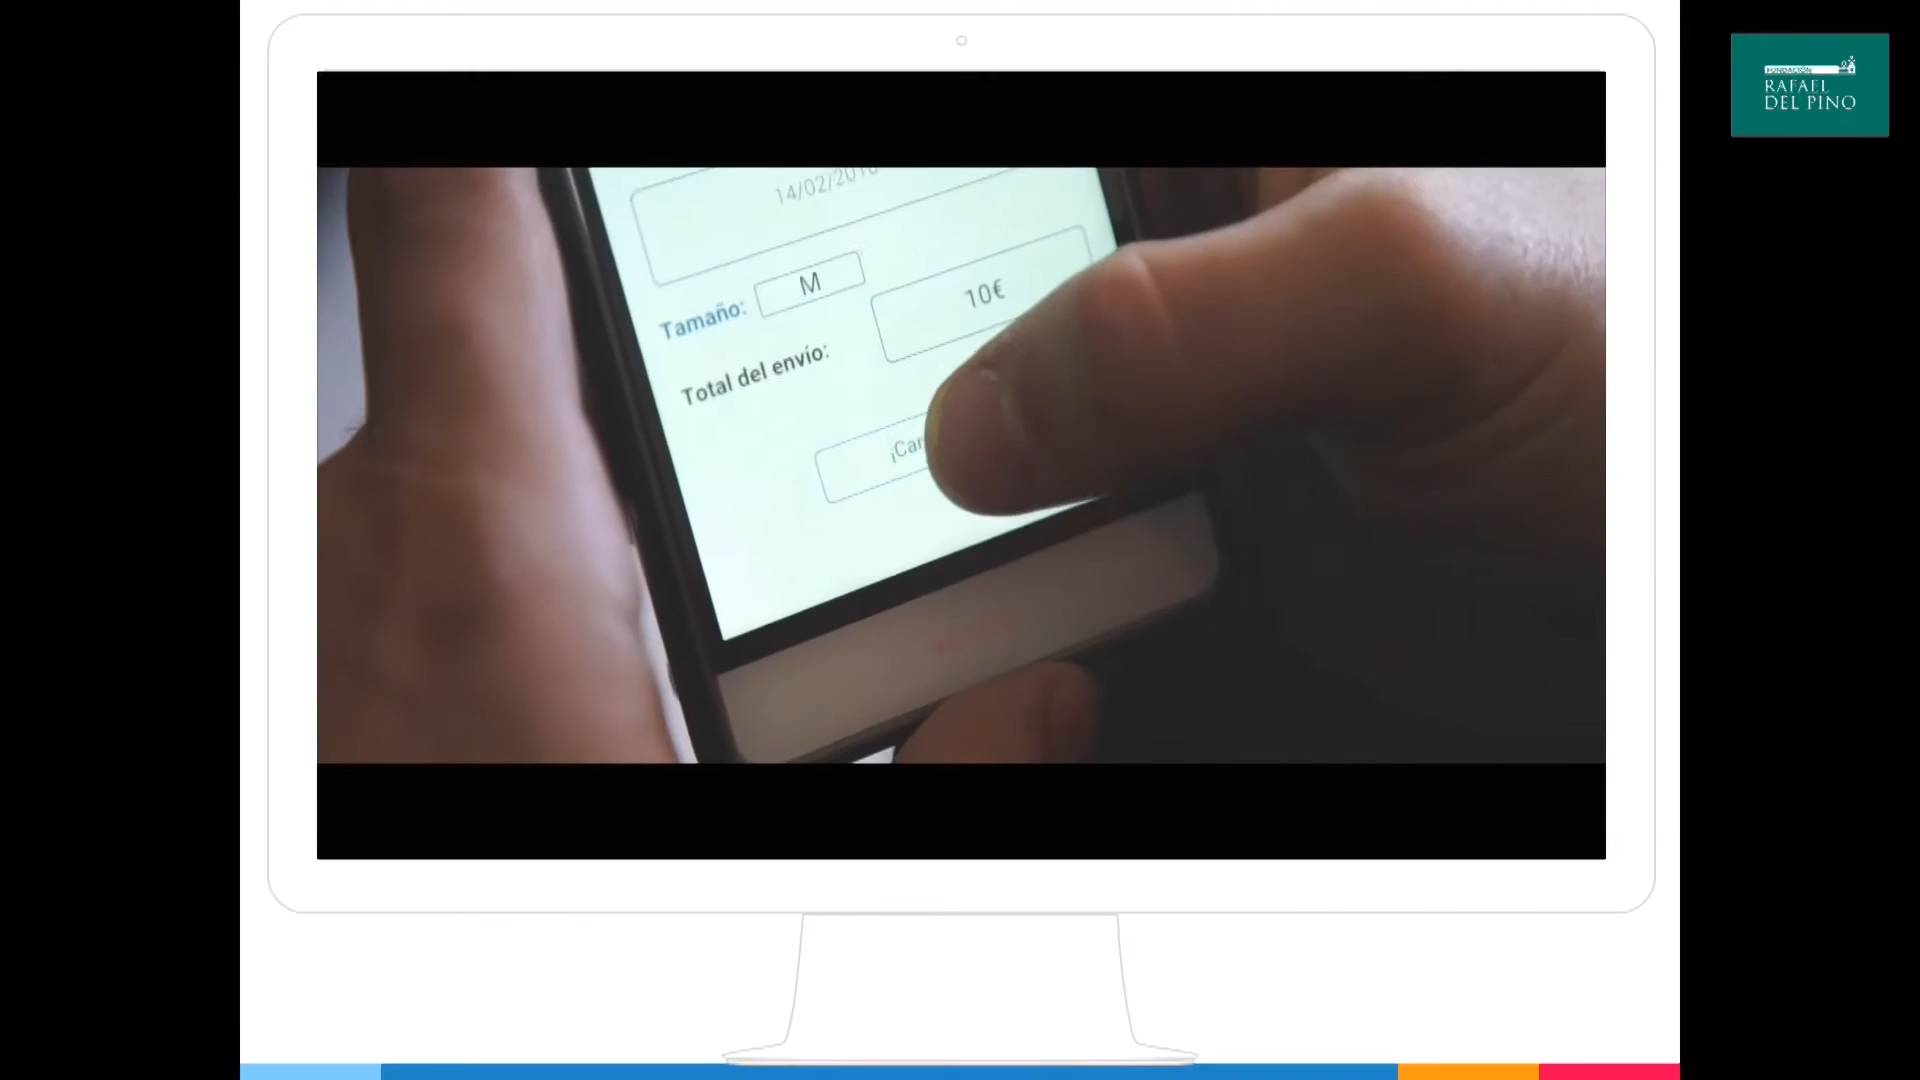 FUNDACIÓN
RAFAEL
DEL PINO
Tamaño: M
10€
Total del envío: